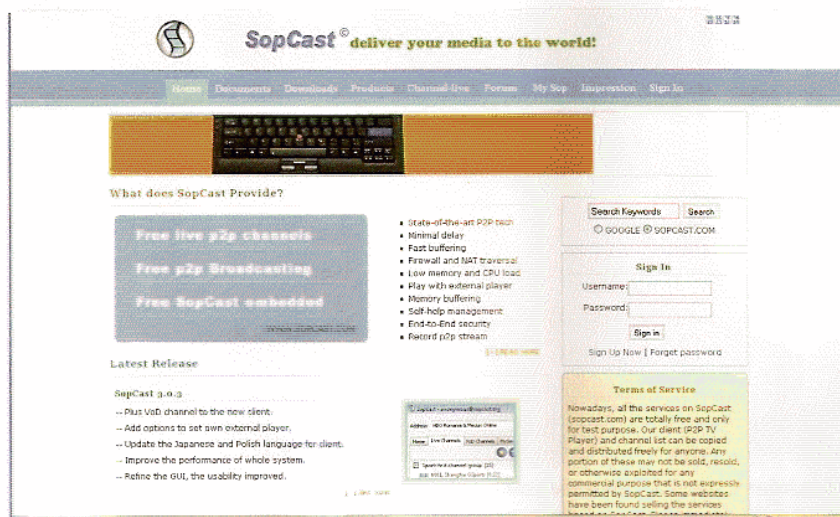 SopCast © deliver your media to the world!
Home Documents Downloads Products Channel-live Forum My Sop Impression Sign In
What does SopCast Provide?
Free live p2p channels
Free p2p Broadcasting
Free SopCast embedded
State-of-the-art P2P tech
Minimal delay
Fast buffering
Firewall and NAT traversal
Low memory and CPU load
Play with external player
Memory buffering
Self-help management
End-to-End security
Record p2p stream
Latest Release
SopCast 3.0.3
-- Plus VoD channel to the new client.
-- Add options to set own external player.
-- Update the Japanese and Polish language for client.
-- Improve the performance of whole system.
-- Refine the GUI, the usability improved.
Search Keywords Search
GOOGLE SOPCAST.COM
Sign In
Username:
Password:
Sign in
Sign Up Now | Forget password
Terms of Service
Nowadays, all the services on SopCast
(sopcast.com) are totally free and only
for test purpose. Our client (P2P TV
Player) and channel list can be copied
and distributed freely for anyone. Any
portion of these may not be sold, resold,
or otherwise exploited for any
commercial purpose that is not expressly
permitted by SopCast. Some websites
have been found selling the services